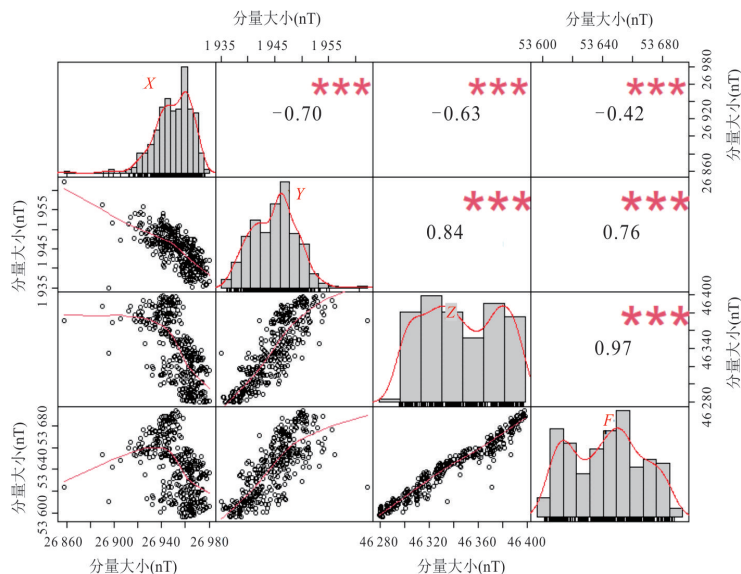 分量大小(nT) 分量大小(nT)
1 935 1 945 1 955 53 600 53 640 53 680
X *** *** *** 26 980
−0.70 −0.63 −0.42 26 920 分量大小(nT)
26 860
1 955 Y *** ***
分量大小(nT) 1 945 0.84 0.76
1 935
Z *** 46 400
0.97 46 340 分量大小(nT)
46 280
53 680 F
分量大小(nT) 53 640
53 600
26 860 26 900 26 940 26 980 46 280 46 320 46 360 46 400
分量大小(nT) 分量大小(nT)